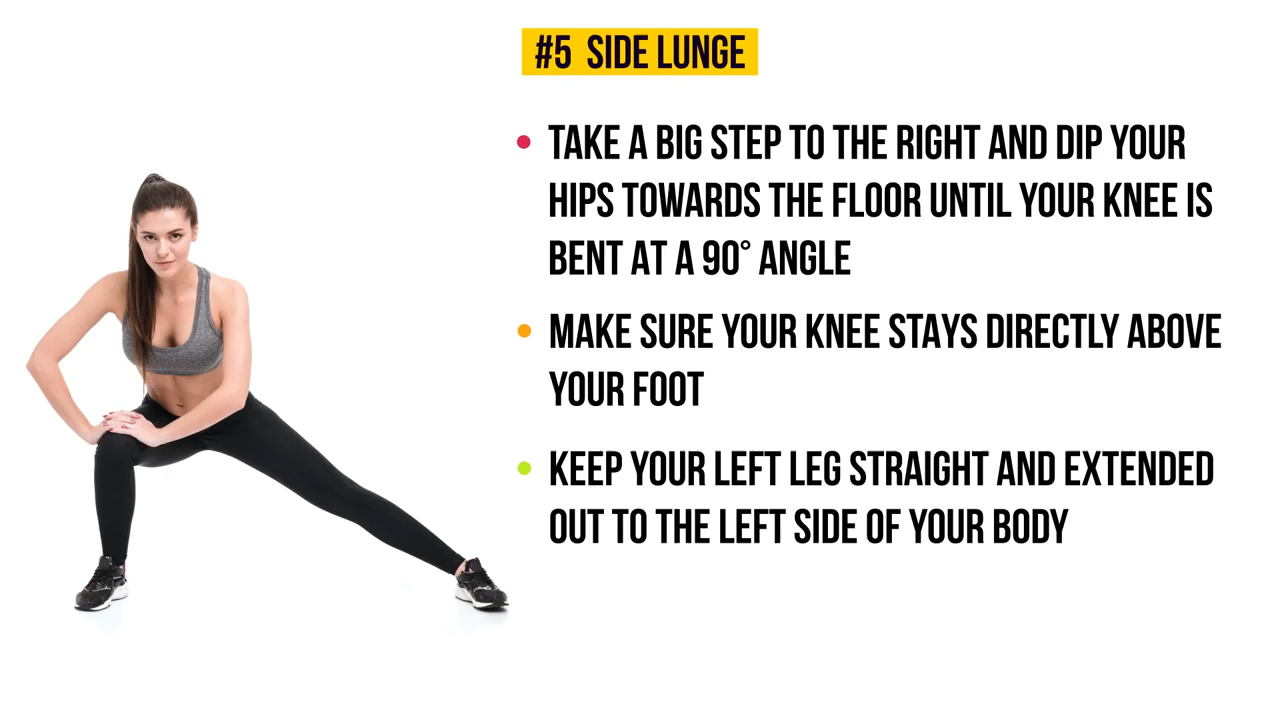 #5 SIDE LUNGE
TAKE A BIG STEP TO THE RIGHT AND DIP YOUR
HIPS TOWARDS THE FLOOR UNTIL YOUR KNEE IS
BENT AT A 90° ANGLE
MAKE SURE YOUR KNEE STAYS DIRECTLY ABOVE
YOUR FOOT
KEEP YOUR LEFT LEG STRAIGHT AND EXTENDED
OUT TO THE LEFT SIDE OF YOUR BODY